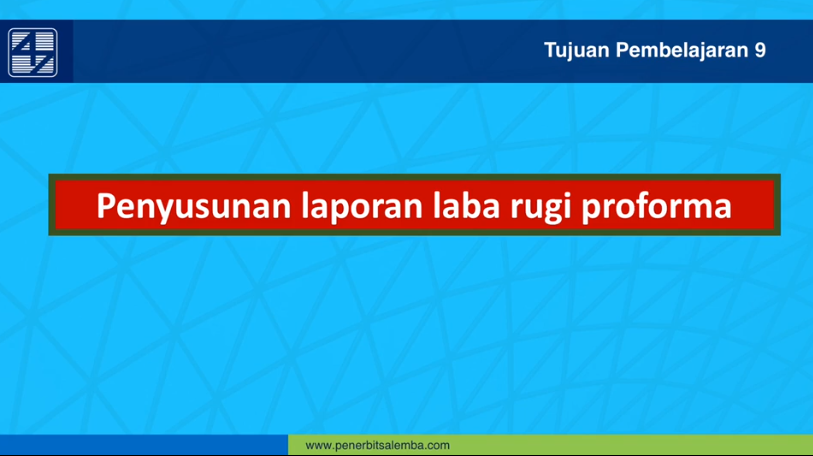 Tujuan Pembelajaran 9
Penyusunan laporan laba rugi proforma
www.penerbitsalemba.com